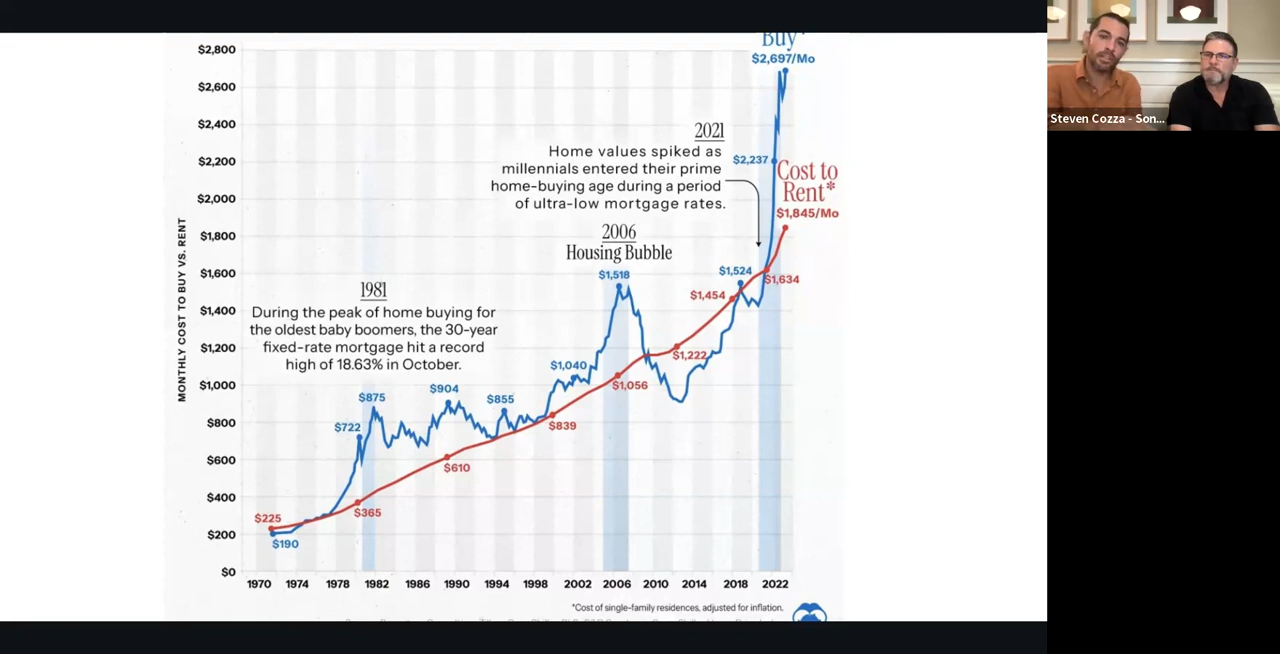 Buy*
$2,697/Mo
$2,800
$2,600
$2,400
$2,200
$2,000
$1,800
$1,600
$1,400
$1,200
$1,000
$800
$600
$400
$200
$0
MONTHLY COST TO BUY VS. RENT
2021
Home values spiked as
millennials entered their prime
home-buying age during a period
of ultra-low mortgage rates.
$2,237
Cost to
Rent*
$1,845/Mo
2006
Housing Bubble
$1,518
$1,524
$1,634
$1,454
1981
During the peak of home buying for
the oldest baby boomers, the 30-year
fixed-rate mortgage hit a record
high of 18.63% in October.
$1,222
$1,040
$1,056
$875
$904
$855
$722
$839
$610
$365
$225
$190
1970 1974 1978 1982 1986 1990 1994 1998 2002 2006 2010 2014 2018 2022
*Cost of single-family residences, adjusted for inflation.
Steven Cozza - Son...